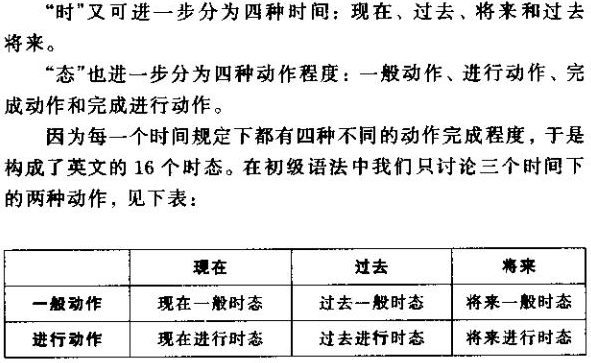 “时”又可进一步分为四种时间：现在、过去、将来和过去
将来。
“态”也进一步分为四种动作程度：一般动作、进行动作、完
成动作和完成进行动作。
因为每一个时间规定下都有四种不同的动作完成程度，于是
构成了英文的 16 个时态。在初级语法中我们只讨论三个时间下
的两种动作，见下表：
现在 过去 将来
一般动作 现在一般时态 过去一般时态 将来一般时态
进行动作 现在进行时态 过去进行时态 将来进行时态